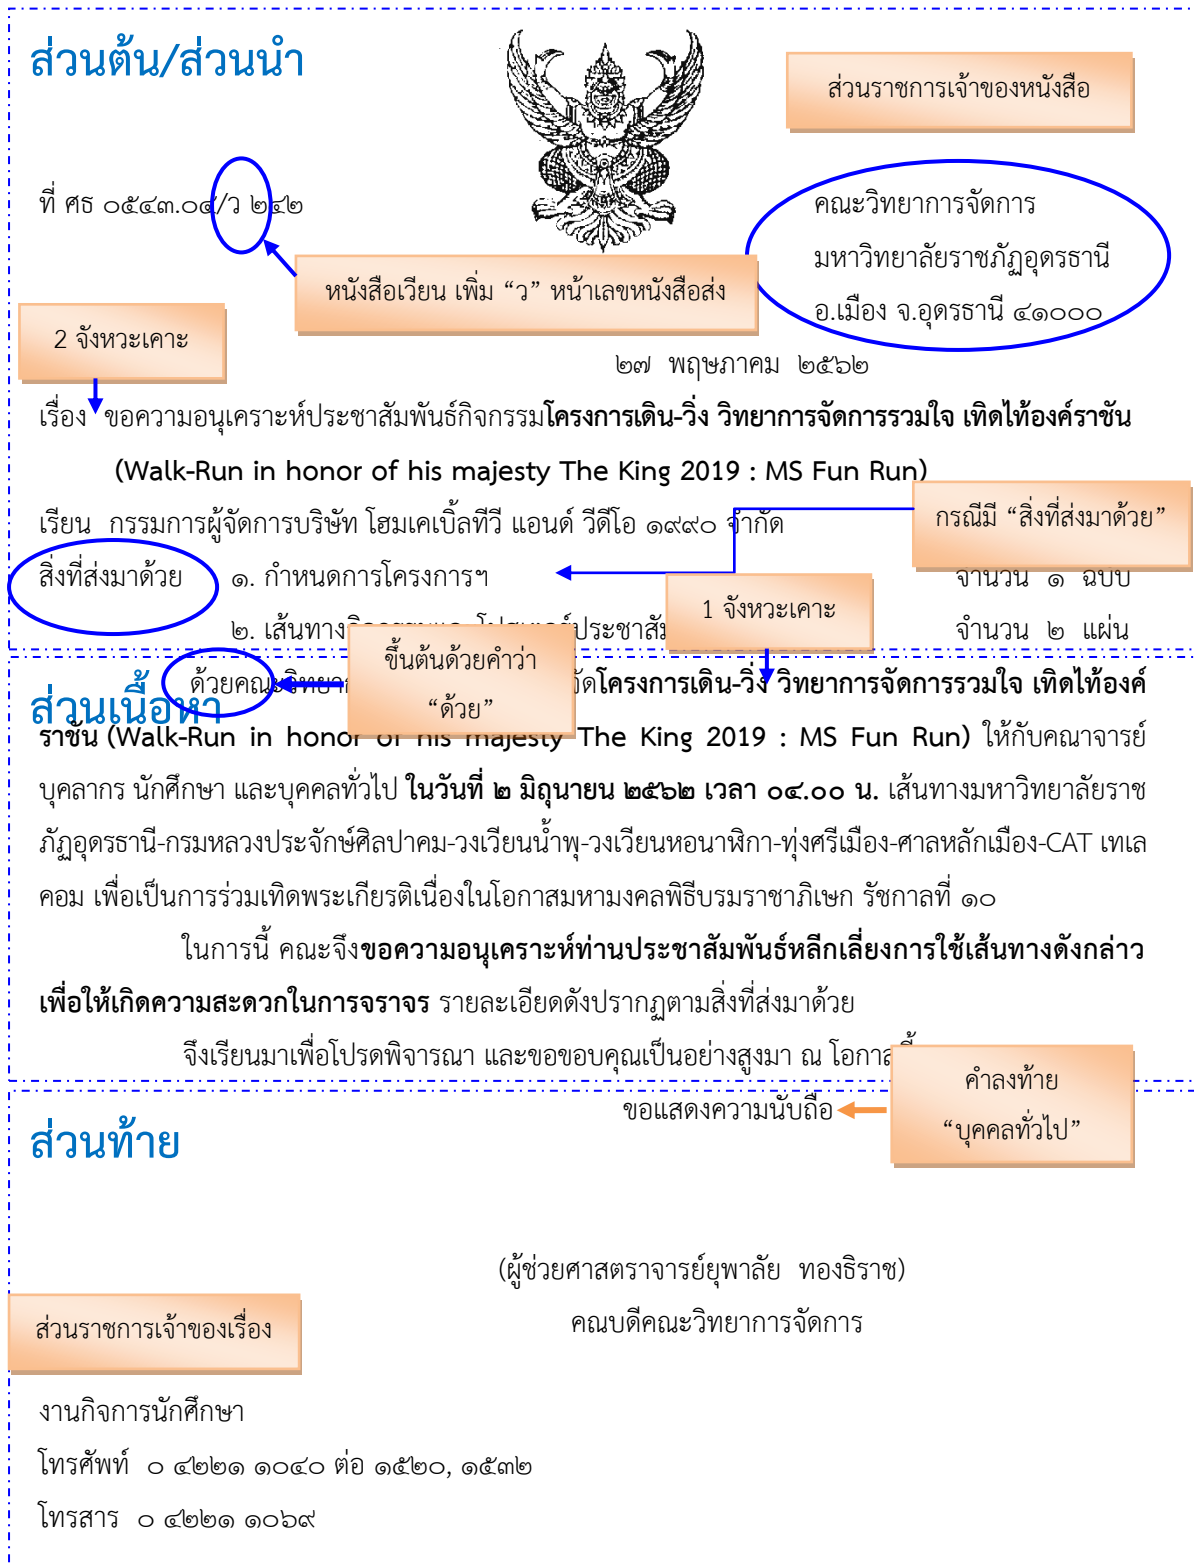 ส่วนต้น/ส่วนนำ
ส่วนราชการเจ้าของหนังสือ
ที่ ศธ ๐๕๔๓.๐๔/ว ๒๔๒
คณะวิทยาการจัดการ
มหาวิทยาลัยราชภัฏอุดรธานี
หนังสือเวียน เพิ่ม “ว” หน้าเลขหนังสือส่ง
อ.เมือง จ.อุดรธานี ๔๑๐๐๐
2 จังหวะเคาะ
๒๗ พฤษภาคม ๒๕๖๒
เรื่อง ขอความอนุเคราะห์ประชาสัมพันธ์กิจกรรมโครงการเดิน-วิ่ง วิทยาการจัดการรวมใจ เทิดไท้องค์ราชัน
(Walk-Run in honor of his majesty The King 2019 : MS Fun Run)
เรียน กรรมการผู้จัดการบริษัท โฮมเคเบิ้ลทีวี แอนด์ วีดีโอ ๑๙๙๐ จำกัด
กรณีมี “สิ่งที่ส่งมาด้วย”
สิ่งที่ส่งมาด้วย ๑. กำหนดการโครงการฯ จำนวน ๑ ฉบับ
1 จังหวะเคาะ
๒. เส้นทาง จำนวน ๒ แผ่น
ขึ้นต้นด้วยคำว่า
“ด้วย”
ส่วนเนื้อหา
ด้วยคณะ จัดโครงการเดิน-วิ่ง วิทยาการจัดการรวมใจ เทิดไท้องค์
ราชัน (Walk-Run in honor of his majesty The King 2019 : MS Fun Run) ให้กับคณาจารย์
บุคลากร นักศึกษา และบุคคลทั่วไป ในวันที่ ๒ มิถุนายน ๒๕๖๒ เวลา ๐๔.๐๐ น. เส้นทางมหาวิทยาลัยราช
ภัฏอุดรธานี-กรมหลวงประจักษ์ศิลปาคม-วงเวียนน้ำพุ-วงเวียนหอนาฬิกา-ทุ่งศรีเมือง-ศาลหลักเมือง-CAT เทเล
คอม เพื่อเป็นการร่วมเทิดพระเกียรติเนื่องในโอกาสมหามงคลพิธีบรมราชาภิเษก รัชกาลที่ ๑๐
ในการนี้ คณะจึงขอความอนุเคราะห์ท่านประชาสัมพันธ์หลีกเลี่ยงการใช้เส้นทางดังกล่าว
เพื่อให้เกิดความสะดวกในการจราจร รายละเอียดดังปรากฏตามสิ่งที่ส่งมาด้วย
จึงเรียนมาเพื่อโปรดพิจารณา และขอขอบคุณเป็นอย่างสูงมา ณ โอกาสนี้
คำลงท้าย
“บุคคลทั่วไป”
ขอแสดงความนับถือ
ส่วนท้าย
(ผู้ช่วยศาสตราจารย์ยุพาลัย ทองธิราช)
คณบดีคณะวิทยาการจัดการ
ส่วนราชการเจ้าของเรื่อง
งานกิจการนักศึกษา
โทรศัพท์ ๐ ๔๒๒๑ ๑๐๔๐ ต่อ ๑๕๒๐, ๑๕๓๒
โทรสาร ๐ ๔๒๒๑ ๑๐๖๙